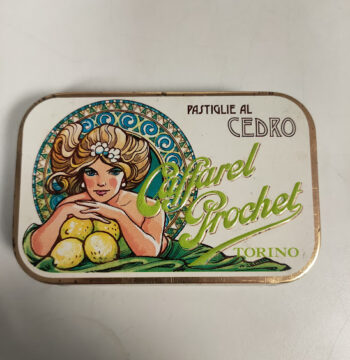 PASTIGLIE AL
CEDRO
Caffarel
Prochet
TORINO